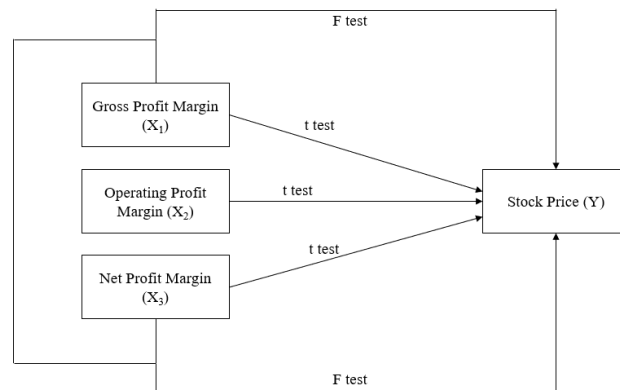 F test
Gross Profit Margin
(X₁)
t test
Operating Profit
Margin (X₂)
t test
Stock Price (Y)
t test
Net Profit Margin
(X₃)
F test